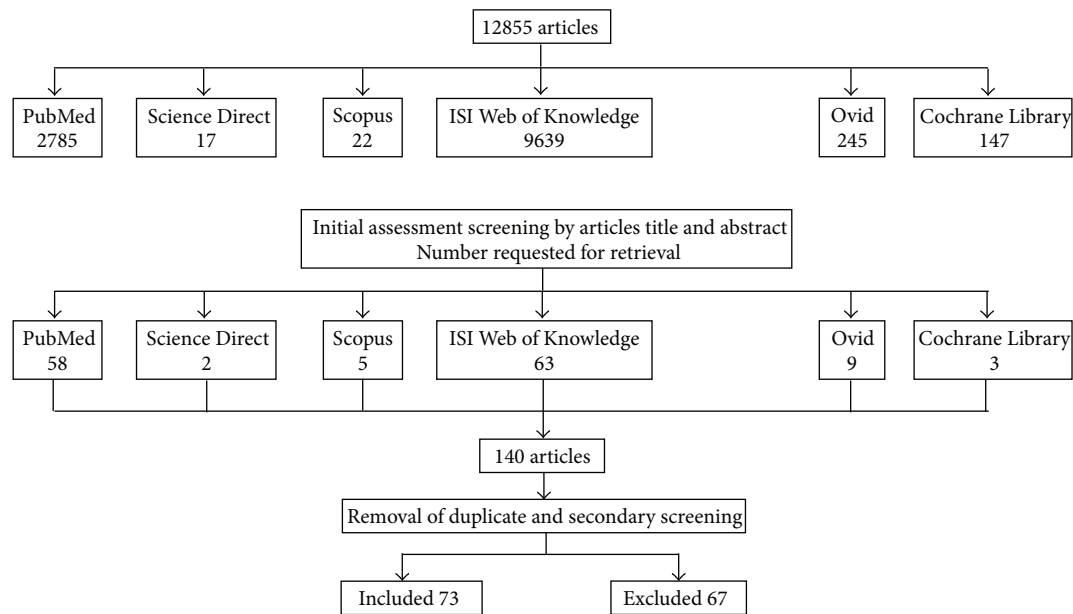 12855 articles
PubMed
2785
Science Direct
17
Scopus
22
ISI Web of Knowledge
9639
Ovid
245
Cochrane Library
147
Initial assessment screening by articles title and abstract
Number requested for retrieval
PubMed
58
Science Direct
2
Scopus
5
ISI Web of Knowledge
63
Ovid
9
Cochrane Library
3
140 articles
Removal of duplicate and secondary screening
Included 73
Excluded 67